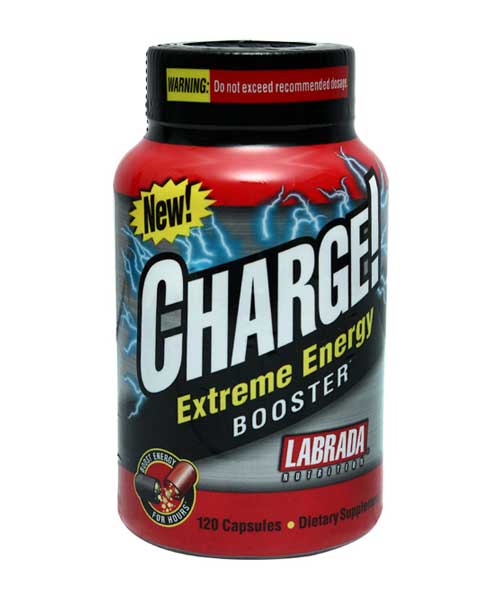 WARNING: Do not exceed recommended dosage.
New!
CHARGE!
Extreme Energy
BOOSTER
LABRADA
NUTRITION
BOOST ENERGY
FOR HOURS
120 Capsules • Dietary Supplement